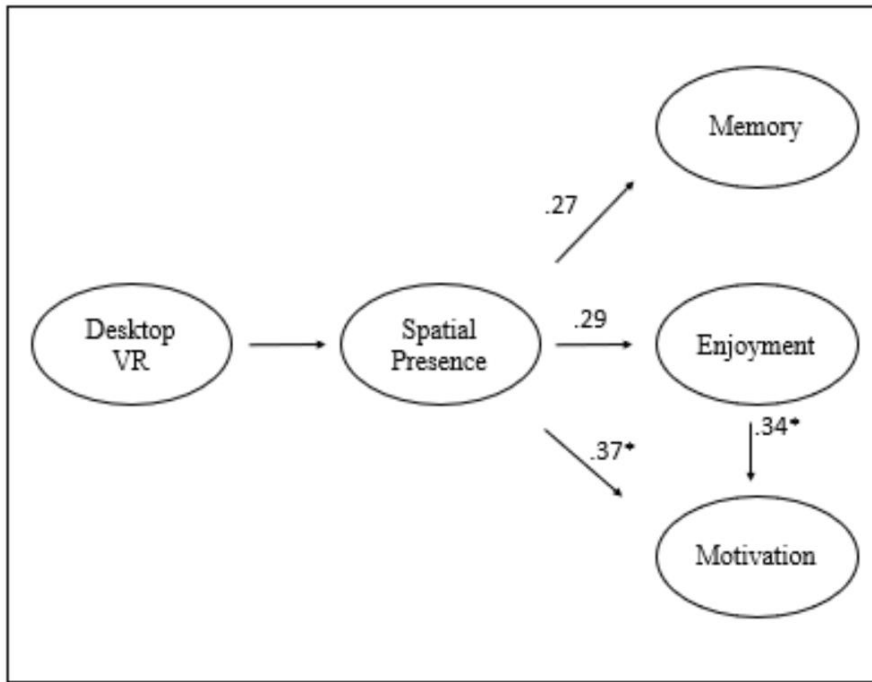 Memory
.27
Desktop
VR
Spatial
Presence
.29
Enjoyment
.37*
.34*
Motivation